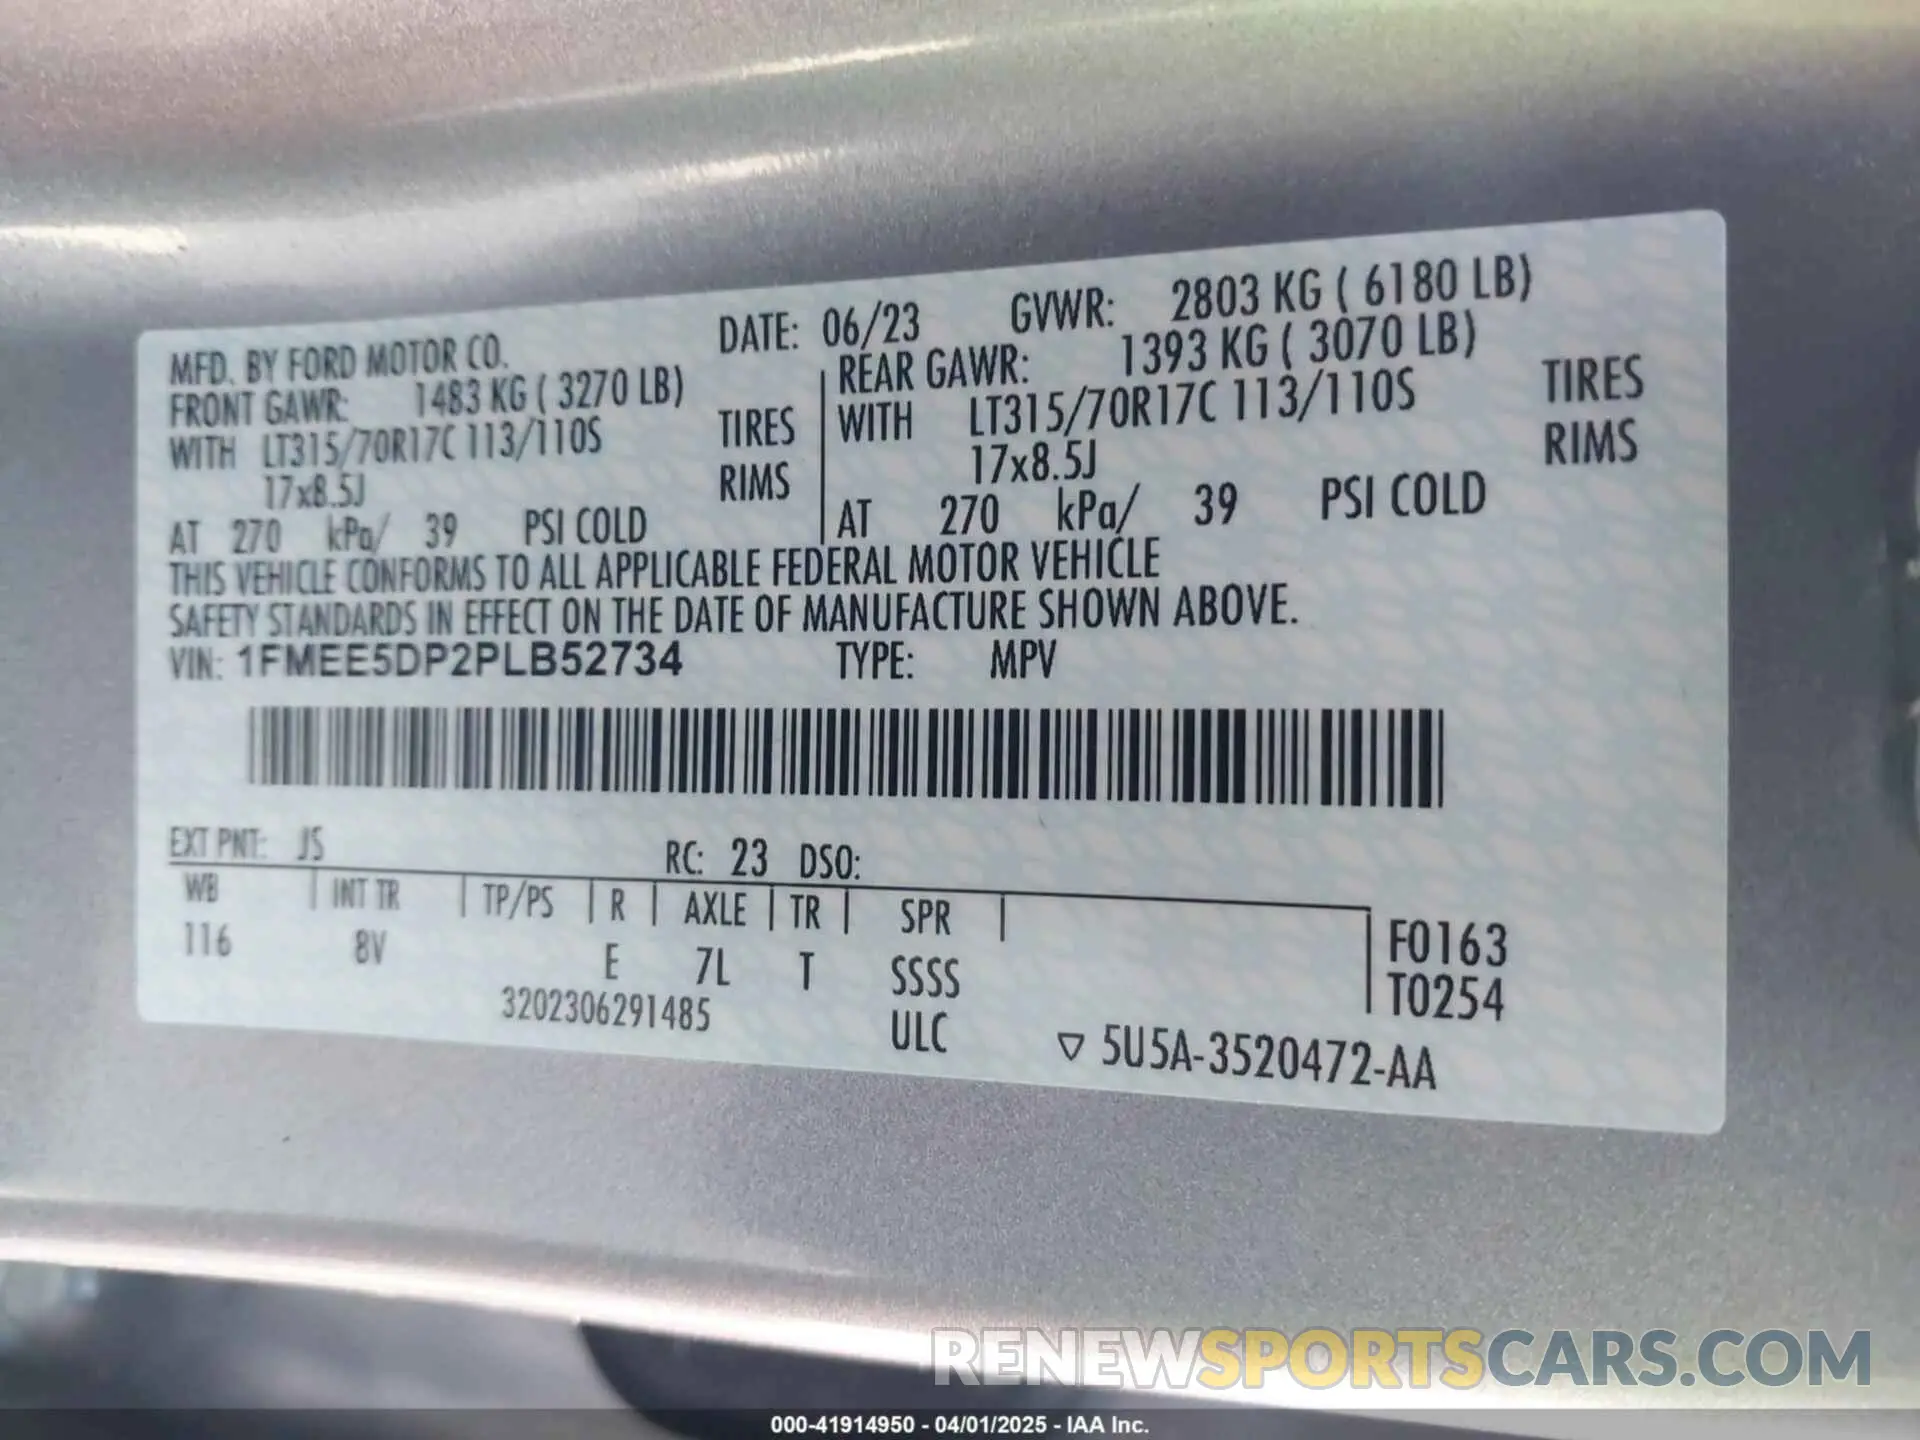 MFD. BY FORD MOTOR CO. DATE: 06/23 GVWR: 2803 KG ( 6180 LB)
FRONT GAWR: 1483 KG ( 3270 LB) REAR GAWR: 1393 KG ( 3070 LB)
WITH LT315/70R17C 113/110S TIRES WITH LT315/70R17C 113/110S TIRES
17x8.5J RIMS 17x8.5J RIMS
AT 270 kPa/ 39 PSI COLD AT 270 kPa/ 39 PSI COLD
THIS VEHICLE CONFORMS TO ALL APPLICABLE FEDERAL MOTOR VEHICLE
SAFETY STANDARDS IN EFFECT ON THE DATE OF MANUFACTURE SHOWN ABOVE.
VIN: 1FMEE5DP2PLB52734 TYPE: MPV
EXT PNT: JS RC: 23 DSO:
WB INT TR TP/PS R AXLE TR SPR
116 8V E 7L T SSSS F0163
3202306291485 ULC T0254
▽ 5U5A-3520472-AA
RENEWSPORTSCARS.COM
000-41914950 - 04/01/2025 - IAA Inc.